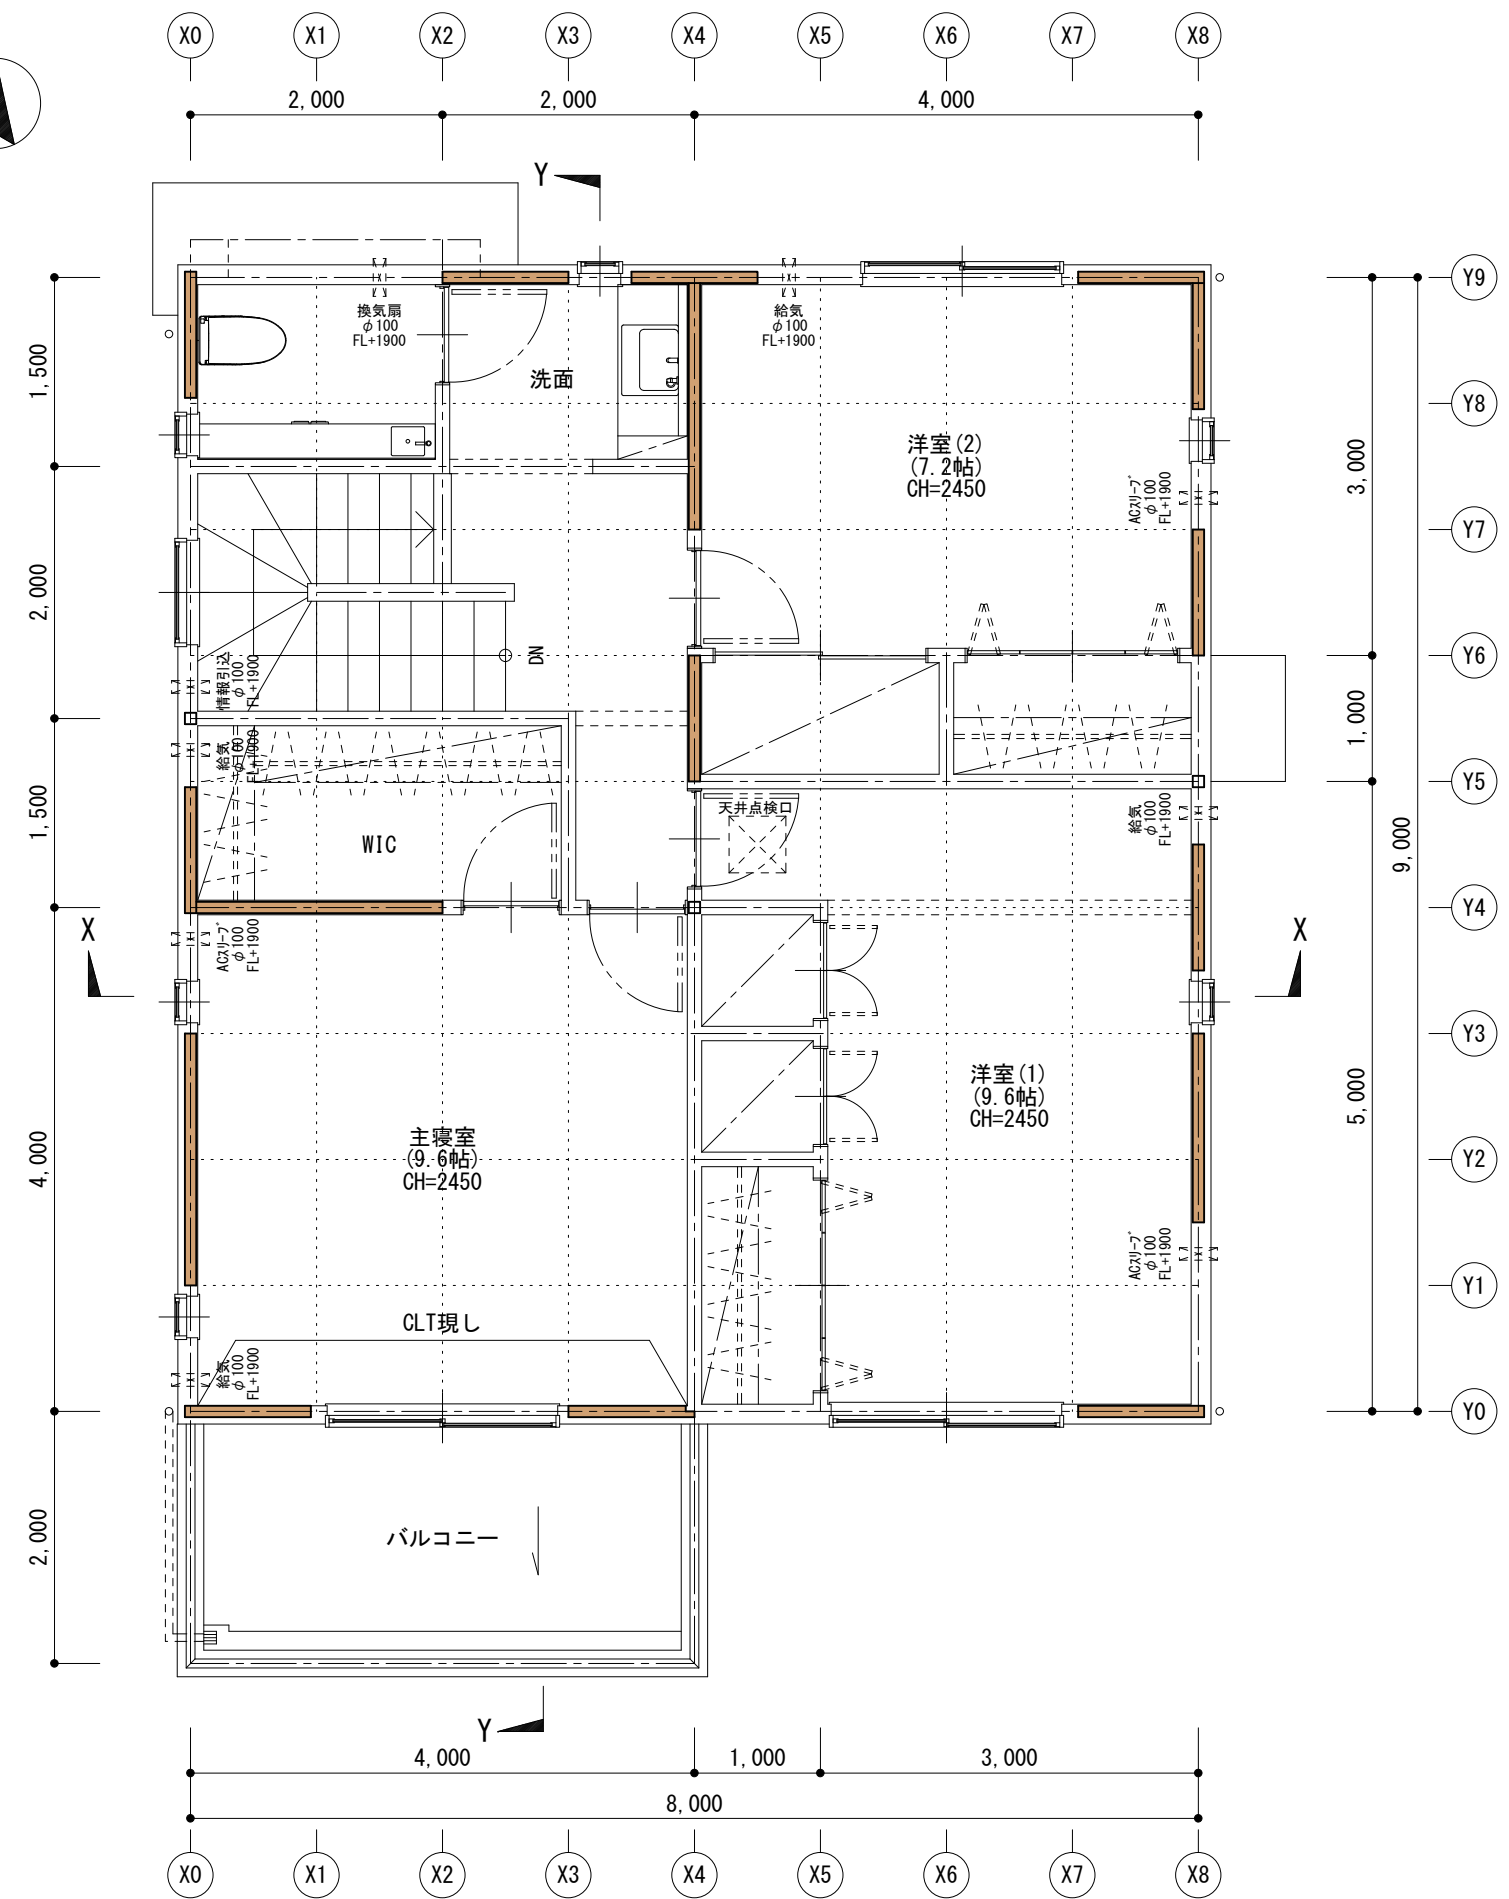 X0 X1 X2 X3 X4 X5 X6 X7 X8
2,000 2,000 4,000
Y
換気扇
φ100
FL+1900
給気
φ100
FL+1900
Y9
1,500
洗面
Y8
洋室(2)
(7.2帖)
CH=2450
3,000
ACスリーブ
φ100
FL+1900
Y7
2,000
DN
情報引込
φ100
FL+1900
Y6
1,000
給気
φ100
FL+1900
Y5
天井点検口
給気
φ100
FL+1900
1,500
WIC
9,000
Y4
ACスリーブ
φ100
FL+1900
X
X
Y3
洋室(1)
(9.6帖)
CH=2450
5,000
4,000
主寝室
(9.6帖)
CH=2450
Y2
ACスリーブ
φ100
FL+1900
Y1
CLT現し
給気
φ100
FL+1900
Y0
2,000
バルコニー
Y
4,000 1,000 3,000
8,000
X0 X1 X2 X3 X4 X5 X6 X7 X8